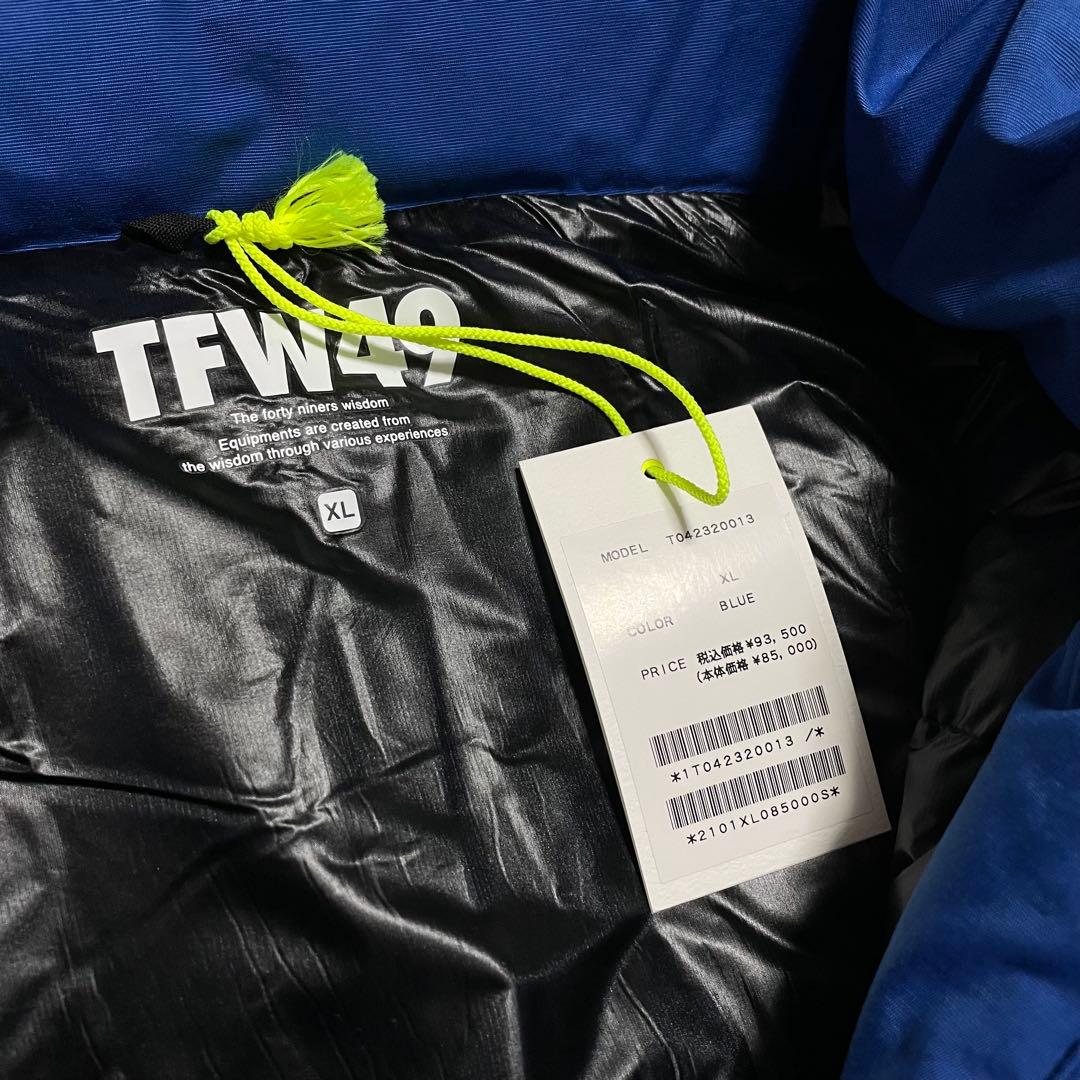 TFW49
The forty niners wisdom
Equipments are created from
the wisdom through various experiences
XL
MODEL T042320013
XL
COLOR BLUE
PRICE 税込価格 ¥93,500
(本体価格 ¥85,000)
*1T042320013 /*
*2101XL085000S*